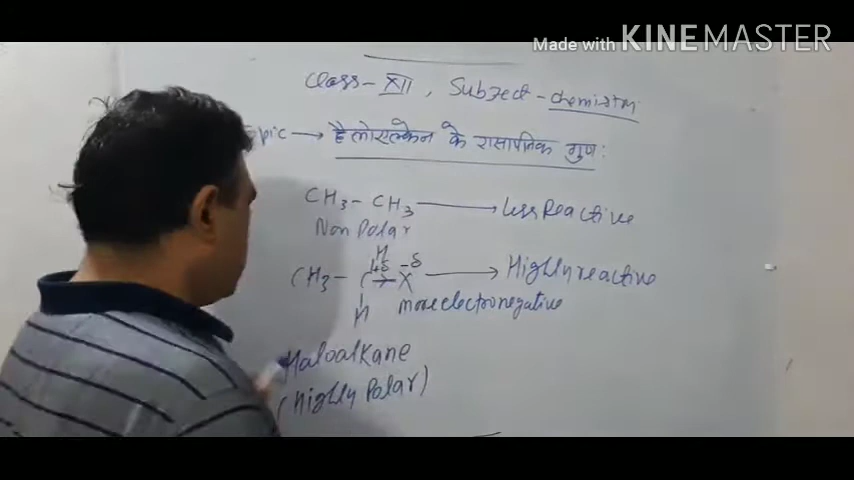 Made with KINEMASTER
Class - XII, Subject - chemistry
pic → हैलोएल्केन के रासायनिक गुण :
CH3 - CH3 → less Reactive
Non Polar
H
+δ -δ
CH3 - C → X → Highly reactive
H more electronegative
Haloalkane
(Highly Polar)